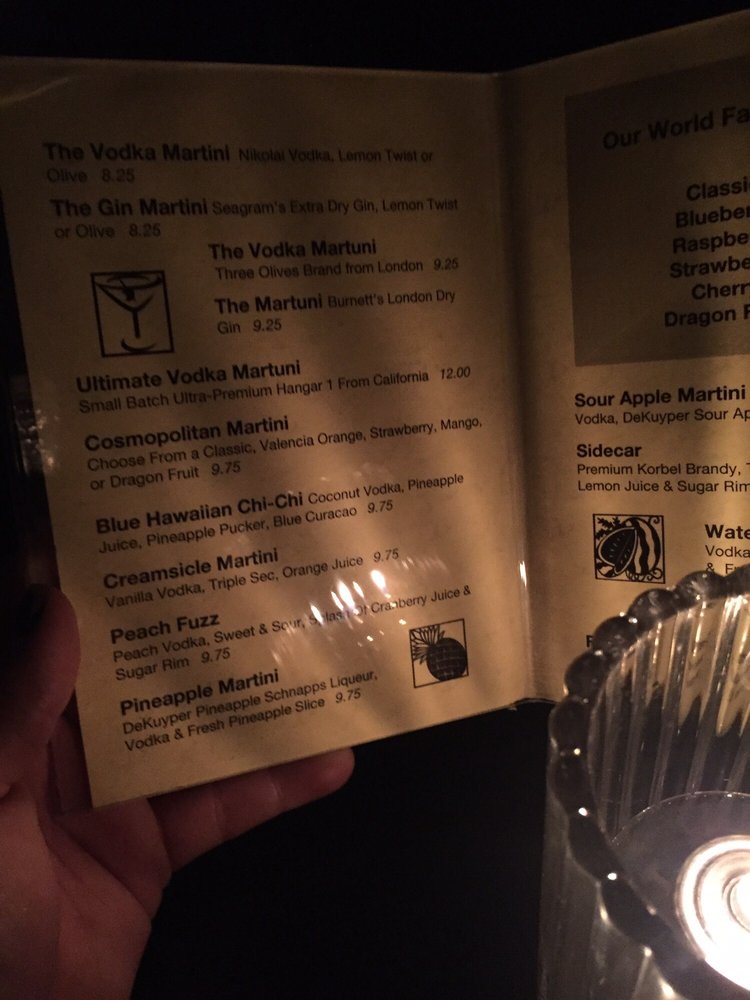 The Vodka Martini Nikolai Vodka, Lemon Twist or
Olive 8.25
The Gin Martini Seagram's Extra Dry Gin, Lemon Twist
or Olive 8.25
The Vodka Martuni
Three Olives Brand from London 9.25
The Martuni Burnett's London Dry
Gin 9.25
Ultimate Vodka Martuni
Small Batch Ultra-Premium Hangar 1 From California 12.00
Cosmopolitan Martini
Choose From a Classic, Valencia Orange, Strawberry, Mango,
or Dragon Fruit 9.75
Blue Hawaiian Chi-Chi Coconut Vodka, Pineapple
Juice, Pineapple Pucker, Blue Curacao 9.75
Creamsicle Martini
Vanilla Vodka, Triple Sec, Orange Juice 9.75
Peach Fuzz
Peach Vodka, Sweet & Sour, Splash Of Cranberry Juice &
Sugar Rim 9.75
Pineapple Martini
DeKuyper Pineapple Schnapps Liqueur,
Vodka & Fresh Pineapple Slice 9.75
Our World Fa
Classi
Blueber
Raspbe
Strawbe
Cherr
Dragon F
Sour Apple Martini
Vodka, DeKuyper Sour Ap
Sidecar
Premium Korbel Brandy,
Lemon Juice & Sugar Rim
Wate
Vodka